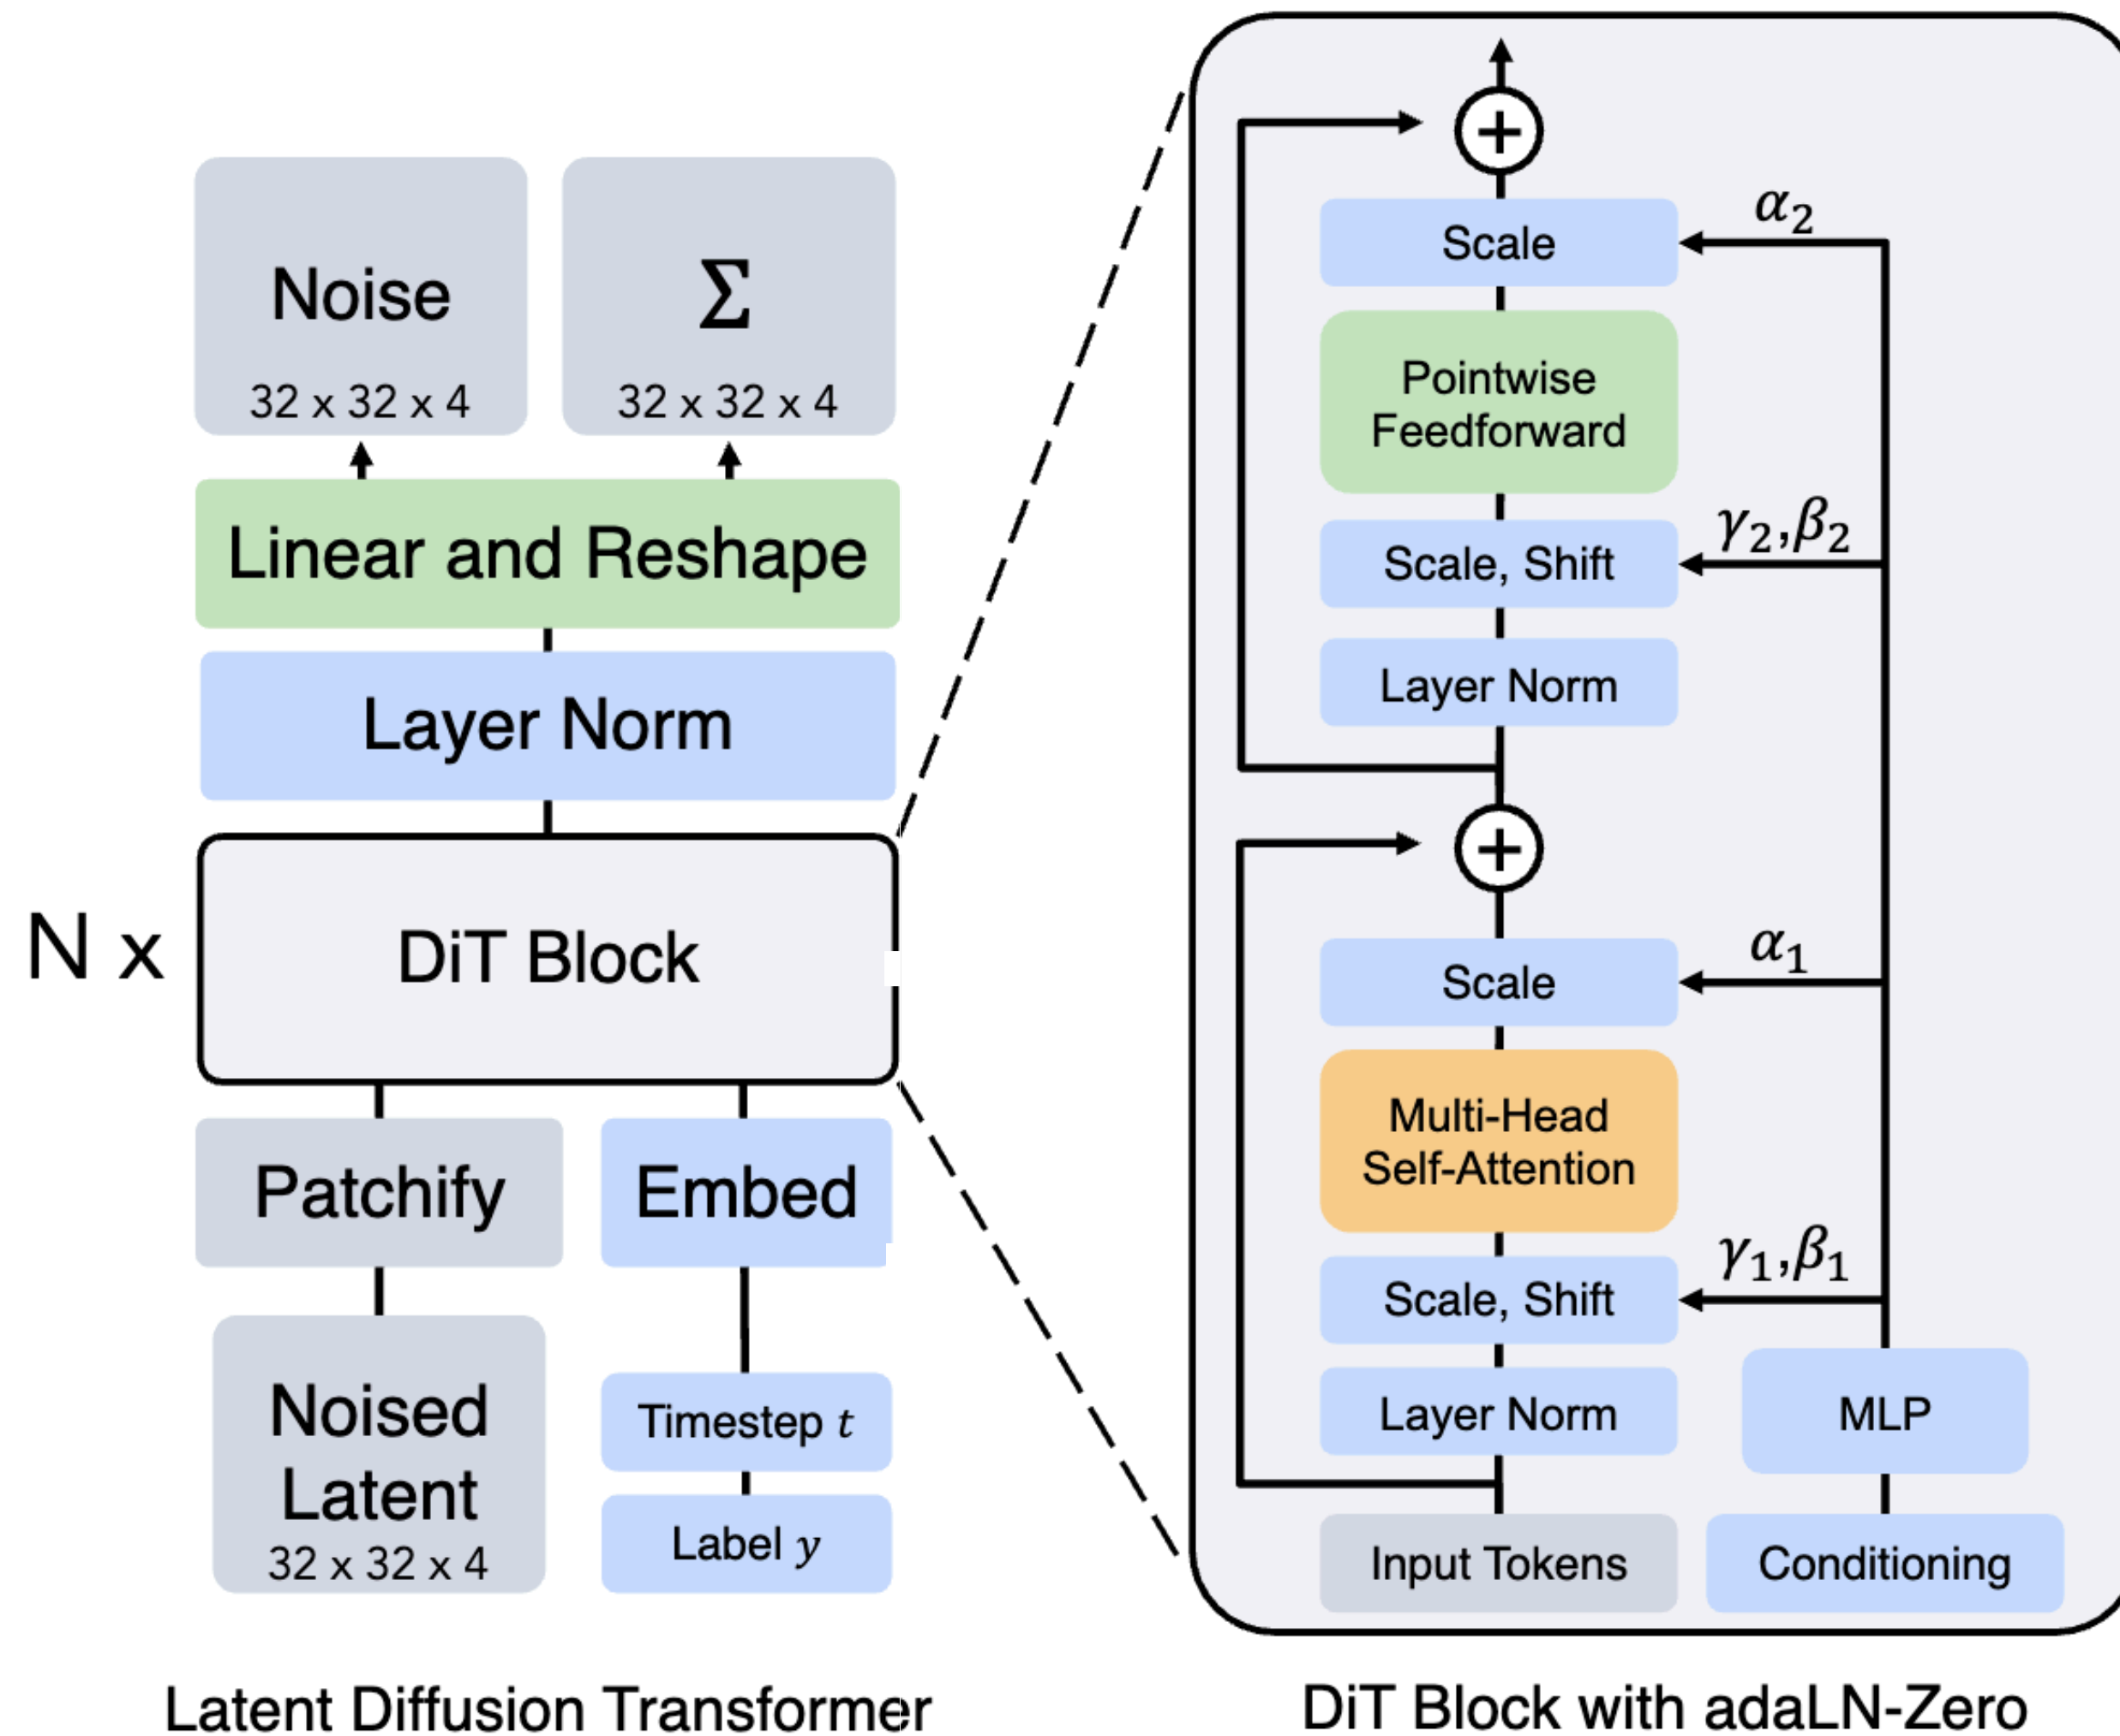 Noise
32 x 32 x 4
Σ
32 x 32 x 4
Linear and Reshape
Layer Norm
N x
DiT Block
Patchify
Embed
Noised
Latent
32 x 32 x 4
Timestep t
Label y
Latent Diffusion Transformer
+
Scale
α₂
Pointwise
Feedforward
γ₂,β₂
Scale, Shift
Layer Norm
+
Scale
α₁
Multi-Head
Self-Attention
γ₁,β₁
Scale, Shift
Layer Norm
MLP
Input Tokens
Conditioning
DiT Block with adaLN-Zero